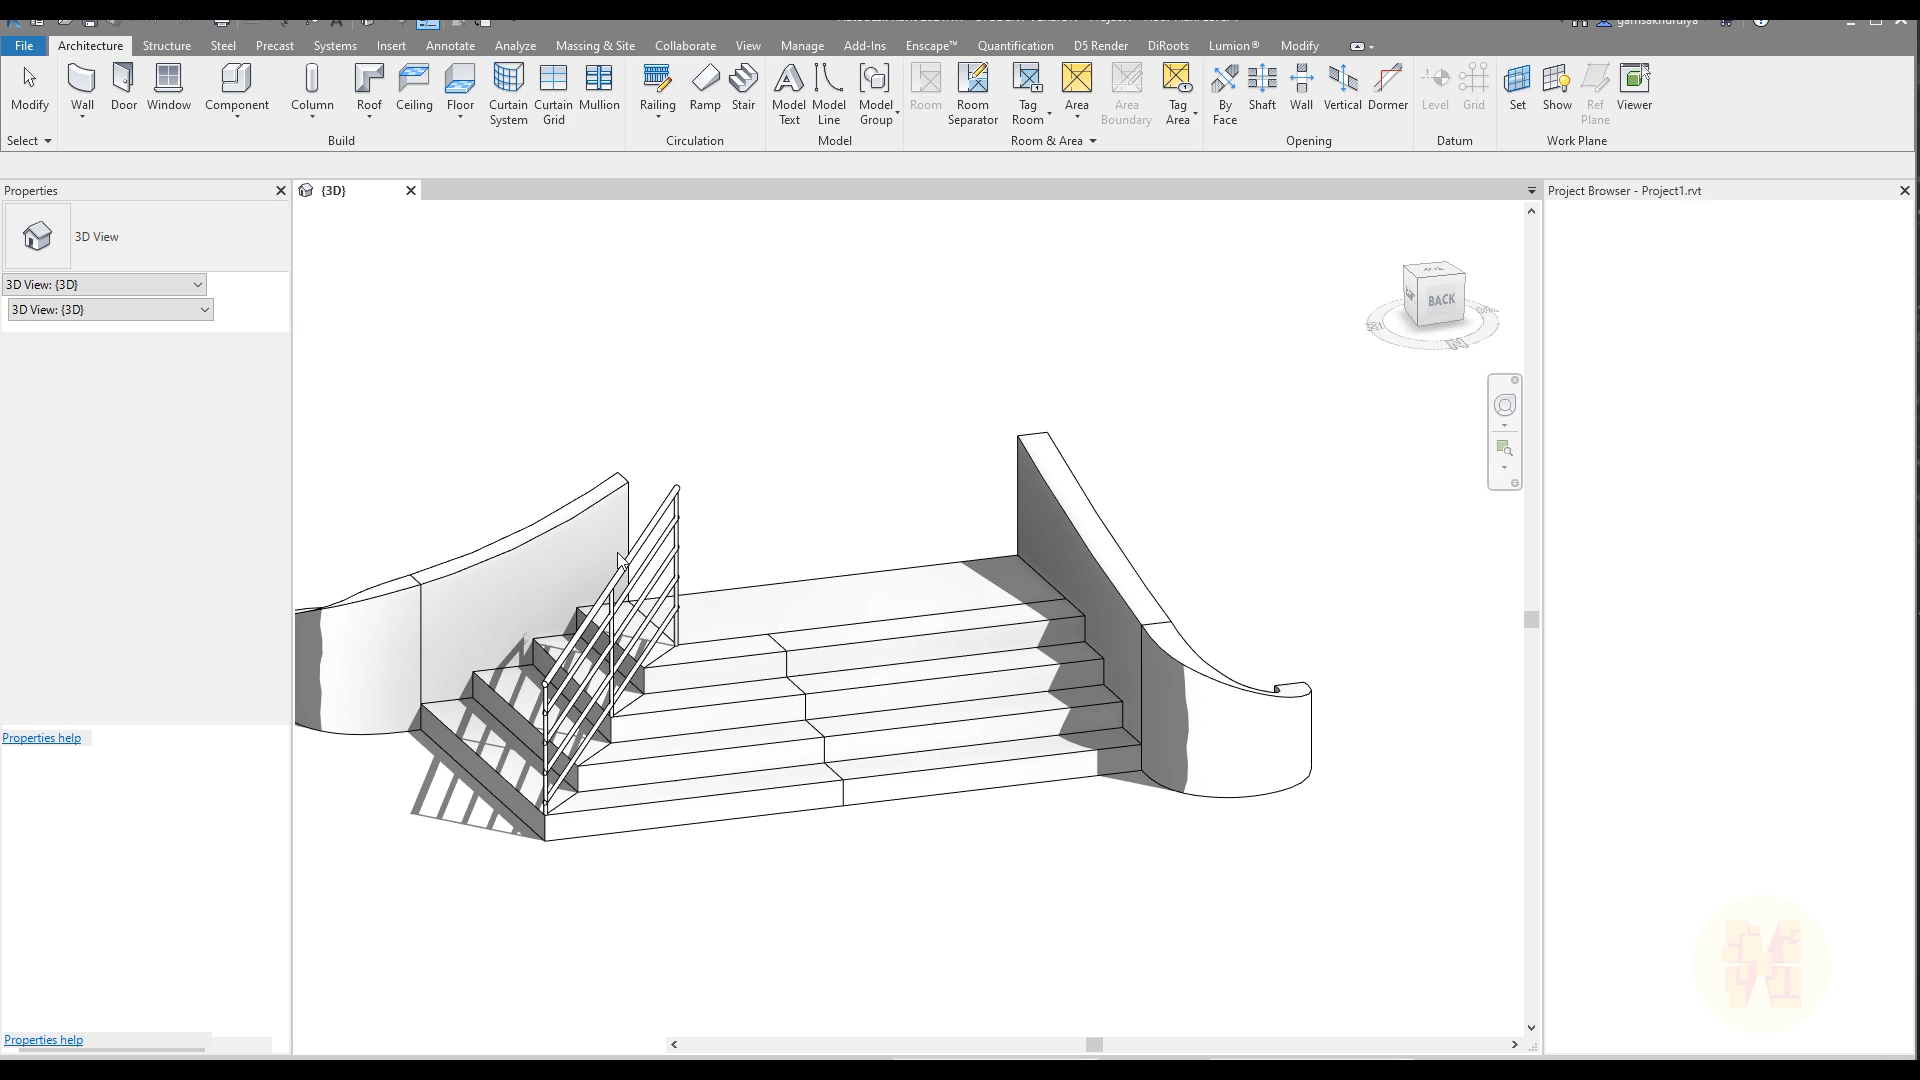 File Architecture Structure Steel Precast Systems Insert Annotate Analyze Massing & Site Collaborate View Manage Add-Ins Enscape™ Quantification D5 Render DiRoots Lumion® Modify
Modify Wall Door Window Component Column Roof Ceiling Floor Curtain System Curtain Grid Mullion Railing Ramp Stair Model Text Model Line Model Group Room Room Separator Tag Room Area Area Boundary Tag Area By Face Shaft Wall Vertical Dormer Level Grid Set Show Ref Plane Viewer
Select Build Circulation Model Room & Area Opening Datum Work Plane
Properties
{3D}
Project Browser - Project1.rvt
3D View
3D View: {3D}
3D View: {3D}
BACK
Properties help
Properties help